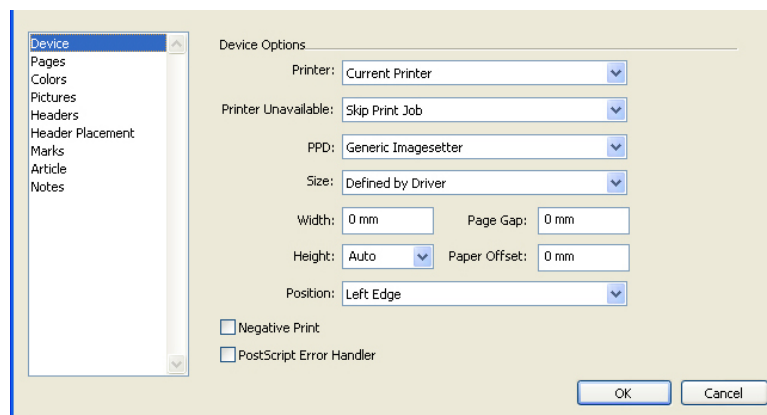 Device
Pages
Colors
Pictures
Headers
Header Placement
Marks
Article
Notes
Device Options
Printer: Current Printer
Printer Unavailable: Skip Print Job
PPD: Generic Imagesetter
Size: Defined by Driver
Width: 0 mm Page Gap: 0 mm
Height: Auto Paper Offset: 0 mm
Position: Left Edge
Negative Print
PostScript Error Handler
OK Cancel